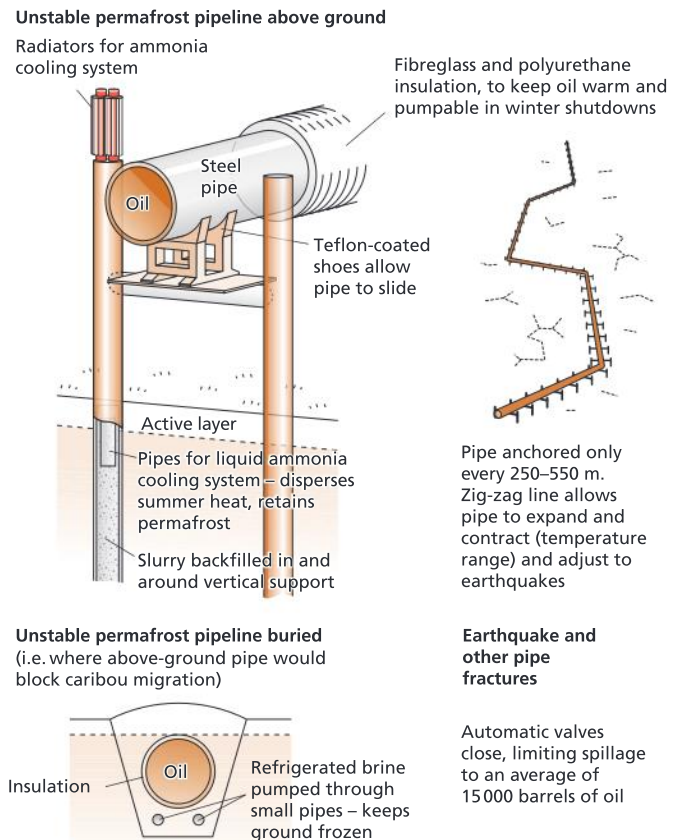 Unstable permafrost pipeline above ground
Radiators for ammonia
cooling system
Fibreglass and polyurethane
insulation, to keep oil warm and
pumpable in winter shutdowns
Steel
pipe
Oil
Teflon-coated
shoes allow
pipe to slide
Active layer
Pipes for liquid ammonia
cooling system – disperses
summer heat, retains
permafrost
Slurry backfilled in and
around vertical support
Pipe anchored only
every 250–550 m.
Zig-zag line allows
pipe to expand and
contract (temperature
range) and adjust to
earthquakes
Unstable permafrost pipeline buried
(i.e. where above-ground pipe would
block caribou migration)
Insulation
Oil
Refrigerated brine
pumped through
small pipes – keeps
ground frozen
Earthquake and
other pipe
fractures
Automatic valves
close, limiting spillage
to an average of
15 000 barrels of oil